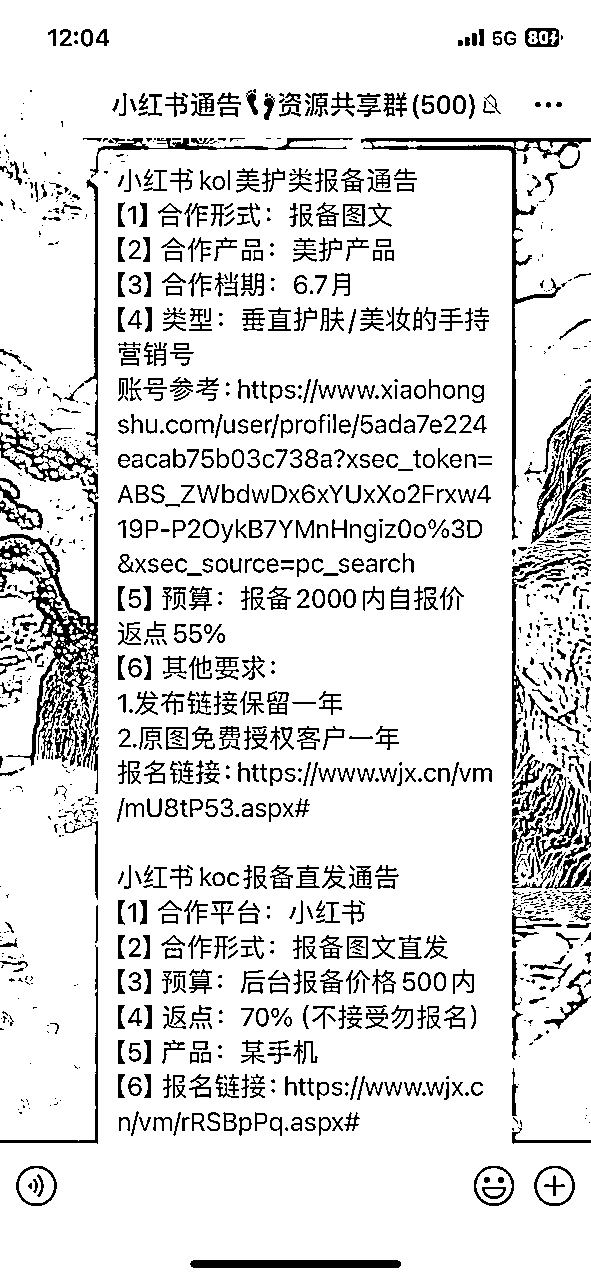 12:04
5G 80
小红书通告👣资源共享群(500)
小红书kol美护类报备通告
【1】合作形式：报备图文
【2】合作产品：美护产品
【3】合作档期：6.7月
【4】类型：垂直护肤/美妆的手持
营销号
账号参考：https://www.xiaohong
shu.com/user/profile/5ada7e224
eacab75b03c738a?xsec_token=
ABS_ZWbdwDx6xYUxXo2Frxw4
19P-P2OykB7YMnHngiz0o%3D
&xsec_source=pc_search
【5】预算：报备2000内自报价
返点55%
【6】其他要求：
1.发布链接保留一年
2.原图免费授权客户一年
报名链接：https://www.wjx.cn/vm
/mU8tP53.aspx#
小红书koc报备直发通告
【1】合作平台：小红书
【2】合作形式：报备图文直发
【3】预算：后台报备价格500内
【4】返点：70%（不接受勿报名）
【5】产品：某手机
【6】报名链接：https://www.wjx.c
n/vm/rRSBpPq.aspx#